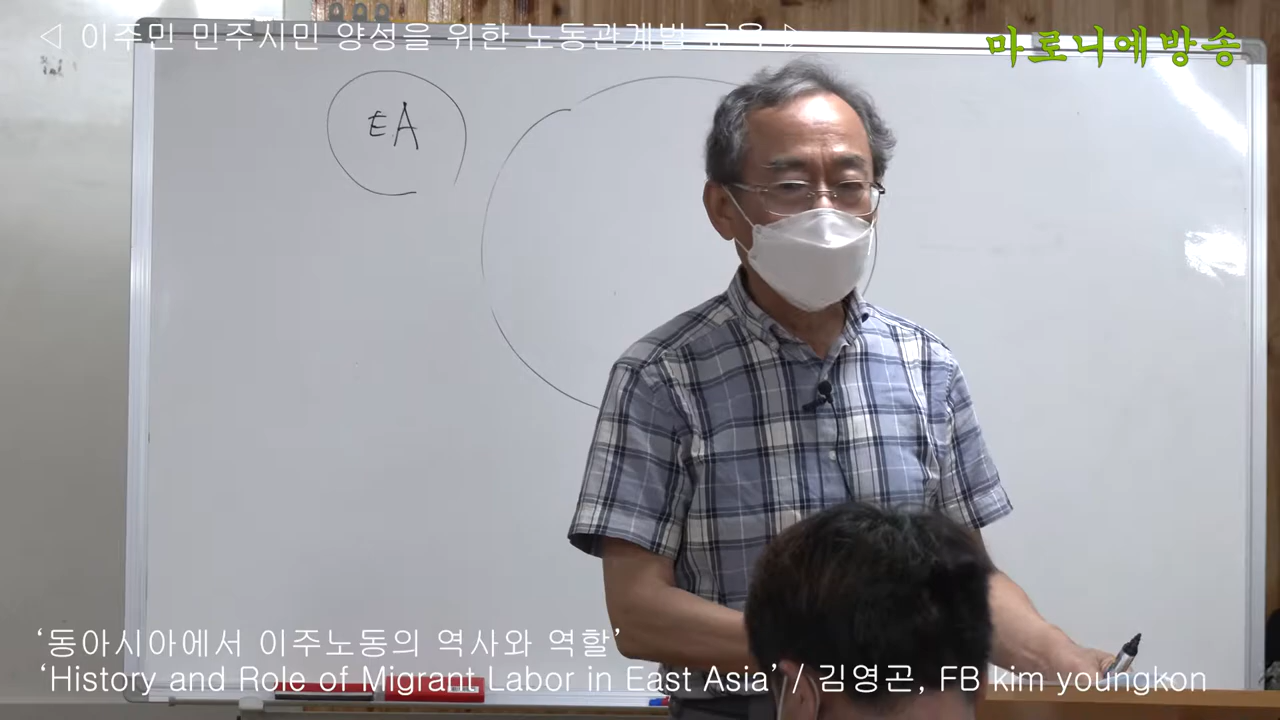 ◁ 이주민 민주시민 양성을 위한 노동관계법 교육 ▷
마로니에방송
EA
‘동아시아에서 이주노동의 역사와 역할’
‘History and Role of Migrant Labor in East Asia’ / 김영곤, FB kim youngkon